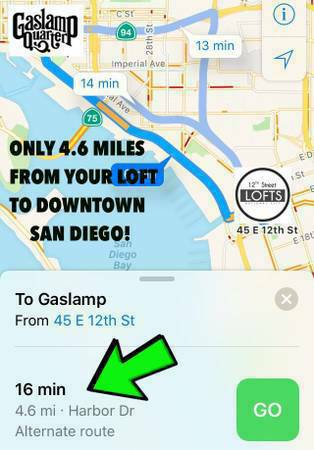 Gaslamp
Quarter
C St
94
28th St
13 min
Imperial Ave
14 min
75
ONLY 4.6 MILES
FROM YOUR LOFT
TO DOWNTOWN
SAN DIEGO!
12th Street
LOFTS
45 E 12th St
San
Diego
Bay
To Gaslamp
From 45 E 12th St
16 min
4.6 mi · Harbor Dr
Alternate route
GO